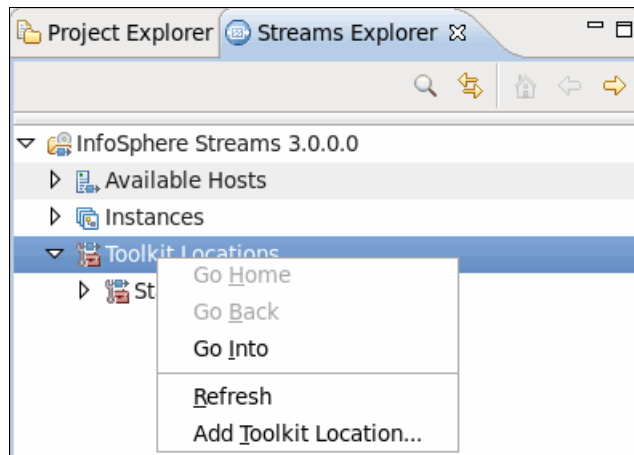 Project Explorer Streams Explorer
InfoSphere Streams 3.0.0.0
Available Hosts
Instances
Toolkit Locations
St
Go Home
Go Back
Go Into
Refresh
Add Toolkit Location...